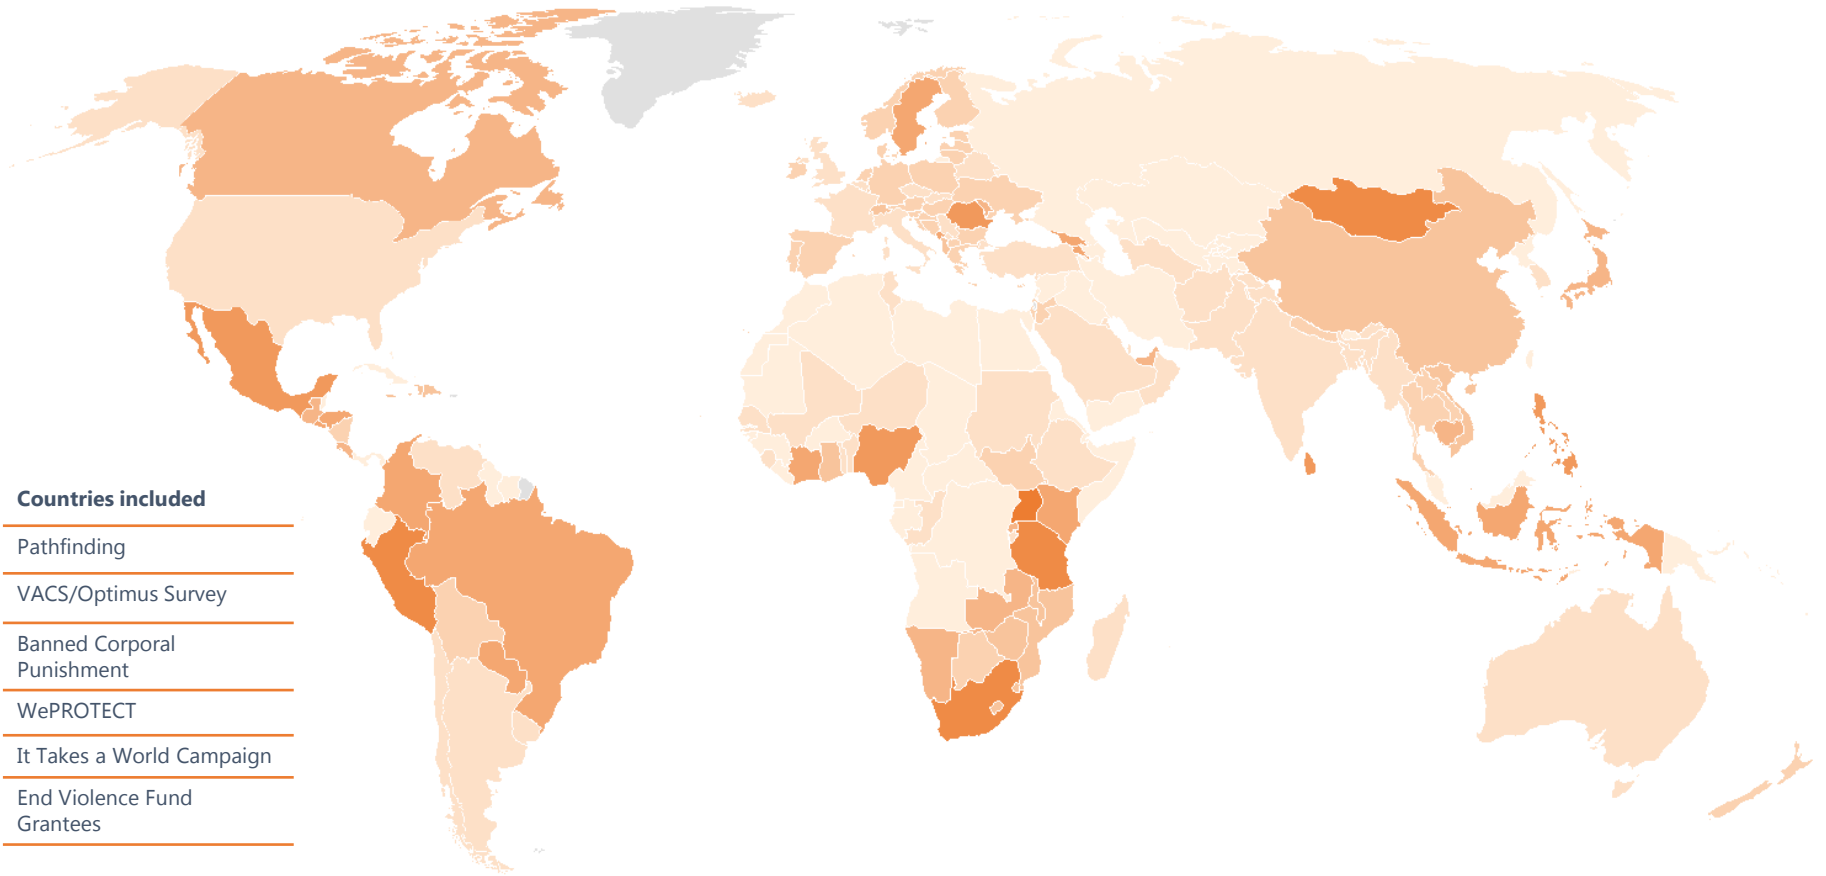 Countries included
Pathfinding
VACS/Optimus Survey
Banned Corporal
Punishment
WePROTECT
It Takes a World Campaign
End Violence Fund
Grantees